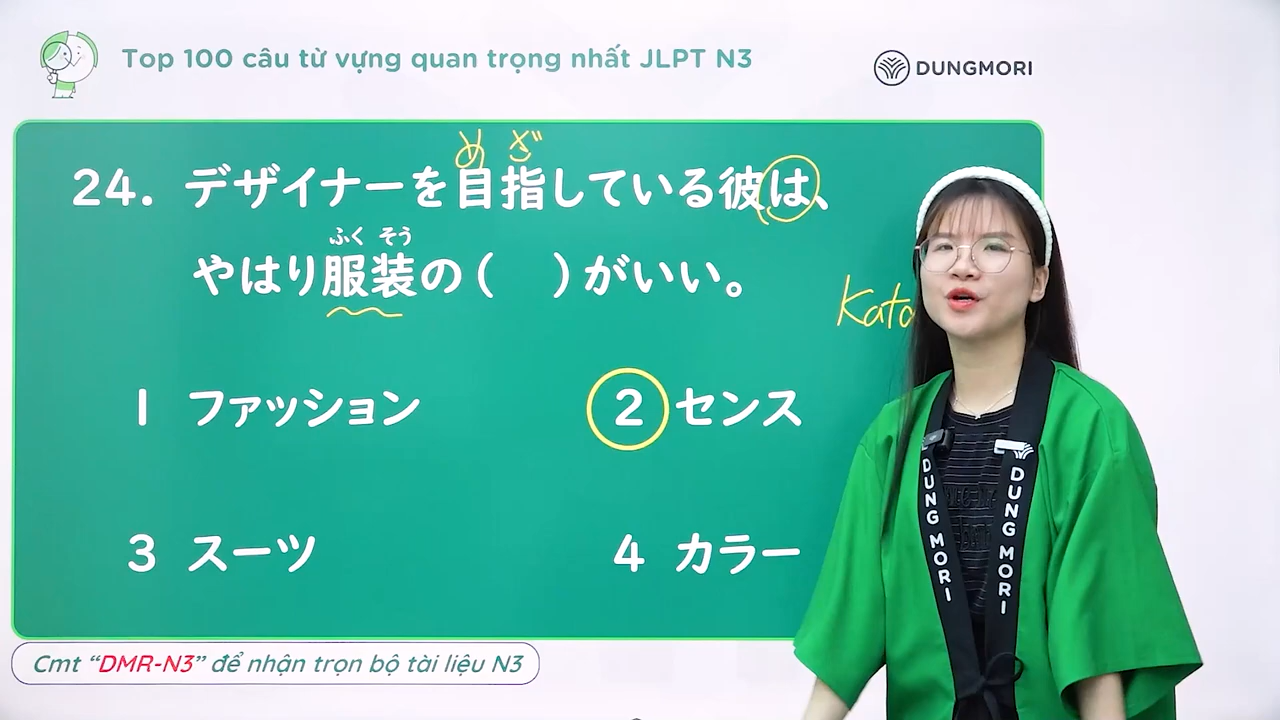 Top 100 câu từ vựng quan trọng nhất JLPT N3
DUNGMORI
めざ
24. デザイナーを目指している彼は、
ふく そう
やはり服装の(　)がいい。
Kata
1 ファッション
2 センス
3 スーツ
4 カラー
DUNG MORI
DUNG MORI
Cmt “DMR-N3” để nhận trọn bộ tài liệu N3